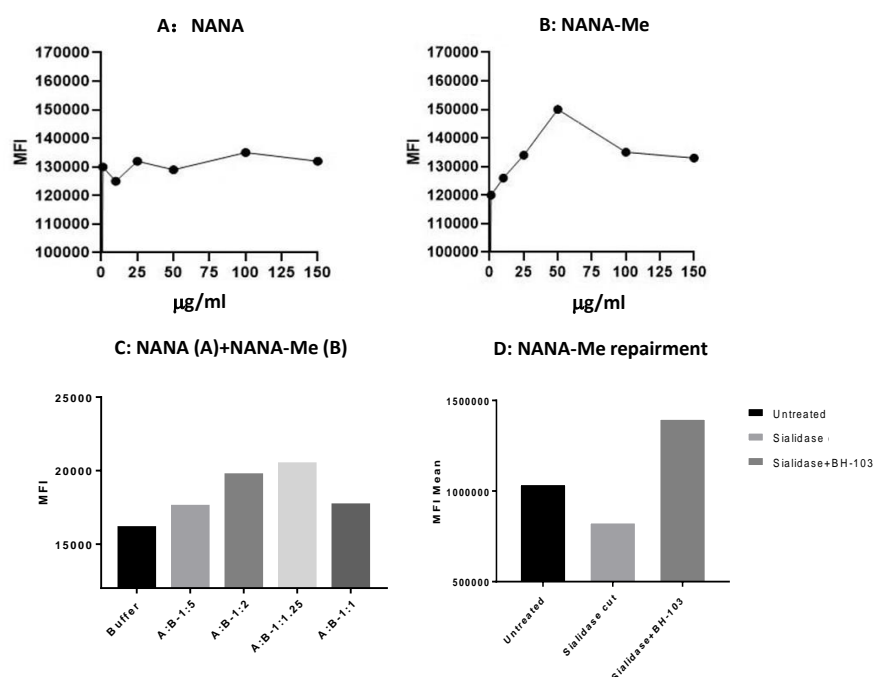 A： NANA
170000
160000
150000
140000
130000
120000
110000
100000
MFI
0 25 50 75 100 125 150
μg/ml
B: NANA-Me
170000
160000
150000
140000
130000
120000
110000
100000
MFI
0 25 50 75 100 125 150
μg/ml
C: NANA (A)+NANA-Me (B)
25000
20000
15000
MFI
Buffer
A:B-1:5
A:B-1:2
A:B-1:1.25
A:B-1:1
D: NANA-Me repairment
1500000
1000000
500000
MFI Mean
Untreated
Sialidase cut
Sialidase+BH-103
Untreated
Sialidase
Sialidase+BH-103